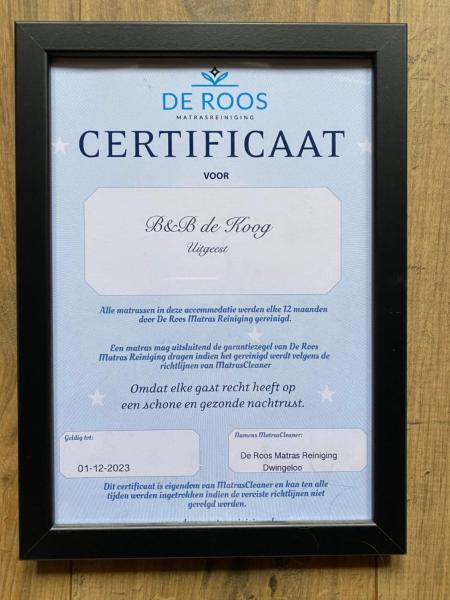 DE ROOS
MATRASREINIGING
CERTIFICAAT
VOOR
B&B de Koog
Uitgeest
Alle matrassen in deze accommodatie worden elke 12 maanden
door De Roos Matras Reiniging gereinigd.
Een matras mag uitsluitend de garantiezegel van De Roos
Matras Reiniging dragen indien het gereinigd wordt volgens de
richtlijnen van MatrasCleaner
Omdat elke gast recht heeft op
een schone en gezonde nachtrust.
Geldig tot:
01-12-2023
Namens MatrasCleaner:
De Roos Matras Reiniging
Dwingeloo
Dit certificaat is eigendom van MatrasCleaner en kan ten alle
tijden worden ingetrokken indien de vereiste richtlijnen niet
gevolgd worden.